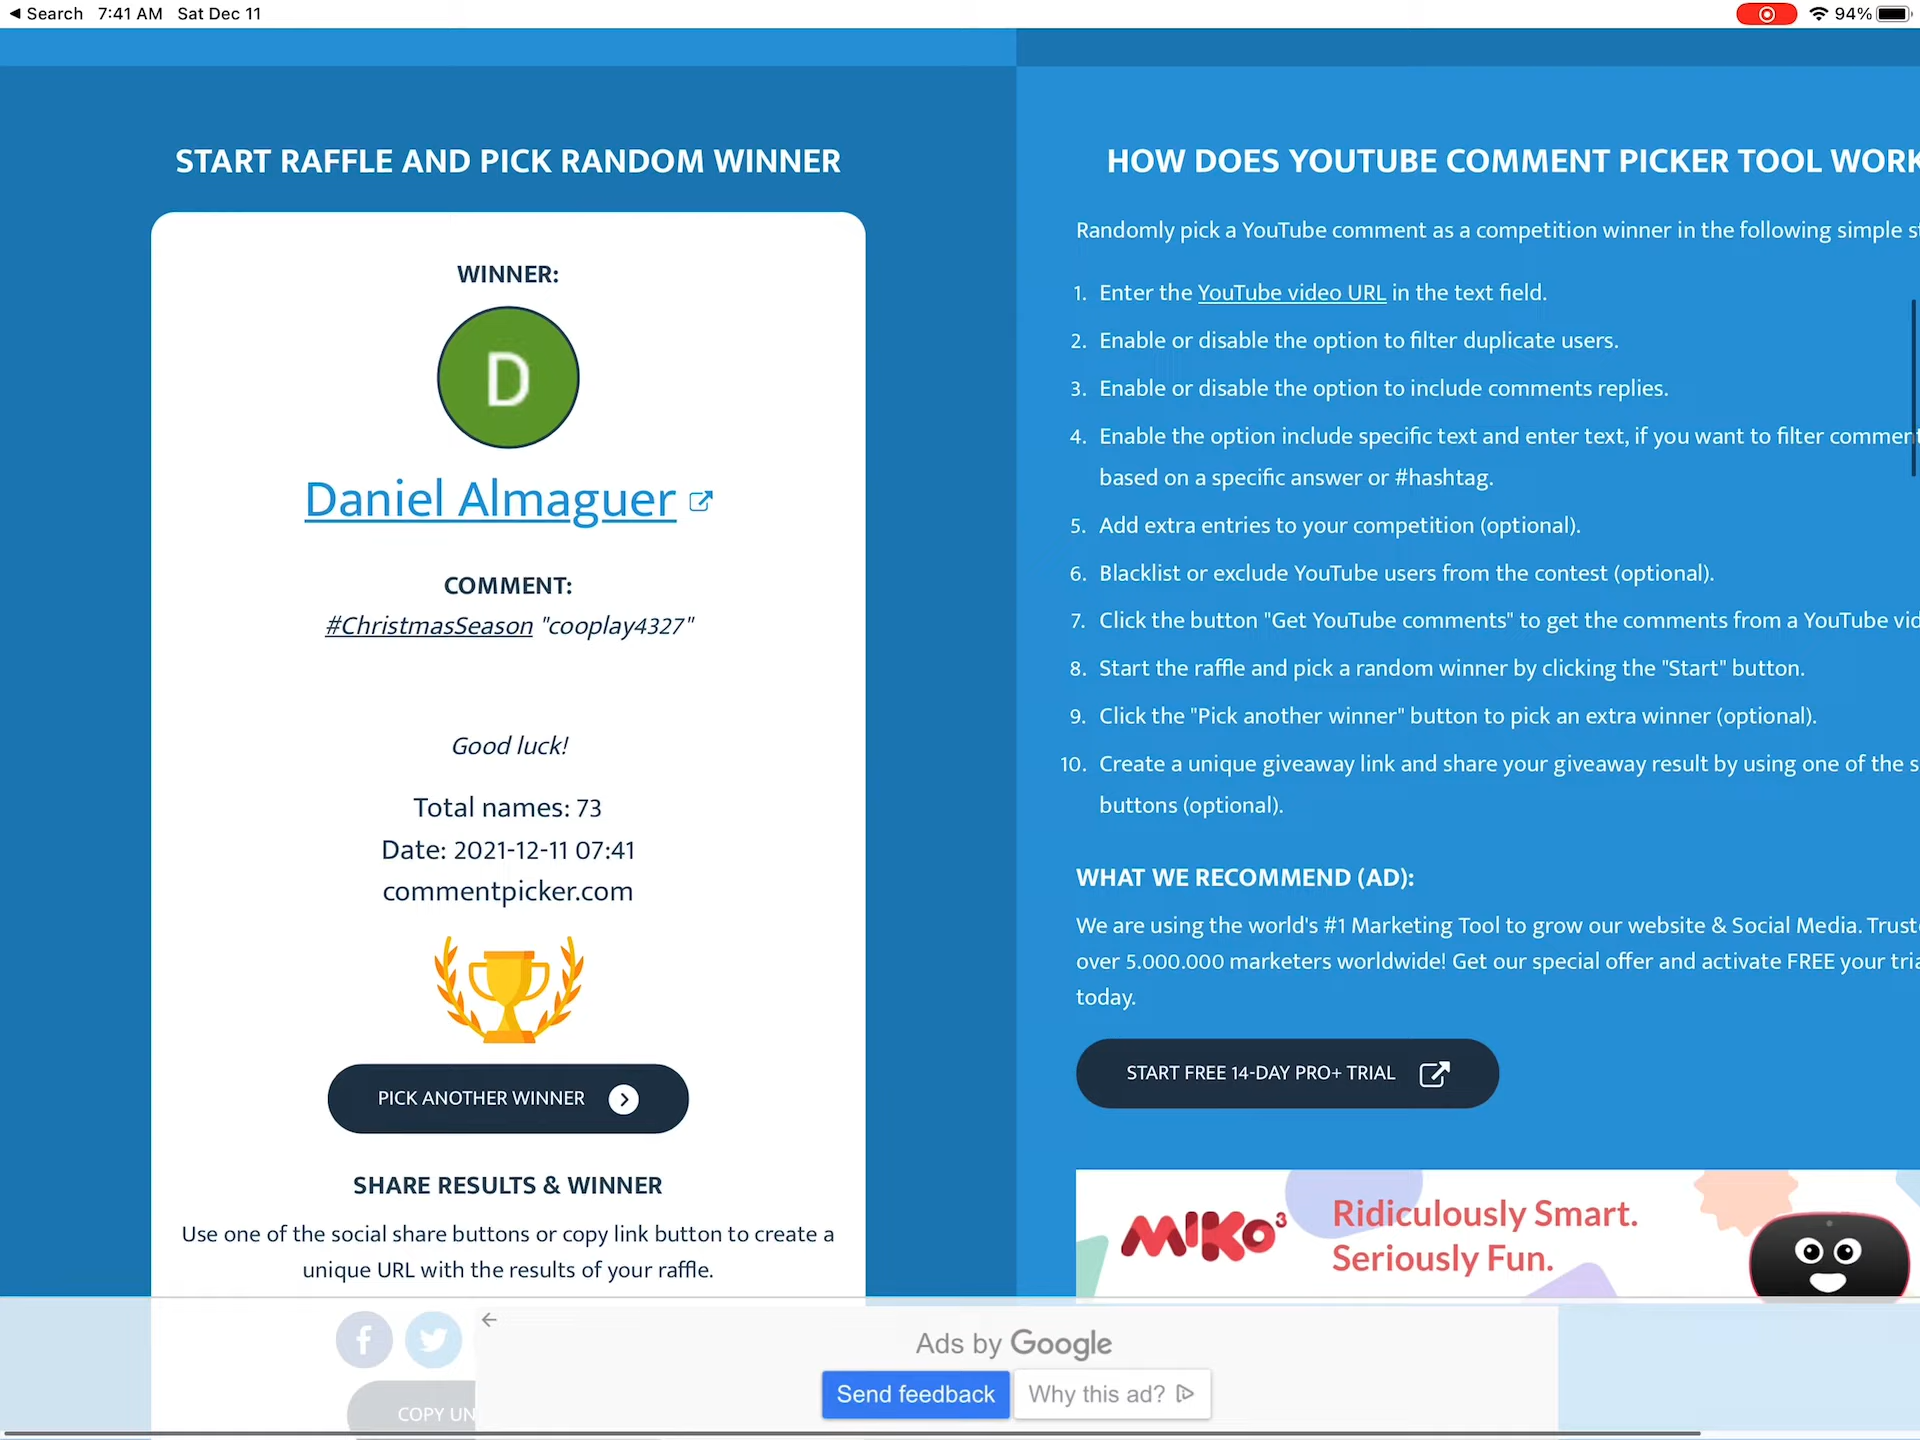 Search 7:41 AM Sat Dec 11
94%
START RAFFLE AND PICK RANDOM WINNER
WINNER:
D
Daniel Almaguer
COMMENT:
#ChristmasSeason "cooplay4327"
Good luck!
Total names: 73
Date: 2021-12-11 07:41
commentpicker.com
PICK ANOTHER WINNER
SHARE RESULTS & WINNER
Use one of the social share buttons or copy link button to create a
unique URL with the results of your raffle.
COPY UN
HOW DOES YOUTUBE COMMENT PICKER TOOL WORK
Randomly pick a YouTube comment as a competition winner in the following simple s
1. Enter the YouTube video URL in the text field.
2. Enable or disable the option to filter duplicate users.
3. Enable or disable the option to include comments replies.
4. Enable the option include specific text and enter text, if you want to filter comment
based on a specific answer or #hashtag.
5. Add extra entries to your competition (optional).
6. Blacklist or exclude YouTube users from the contest (optional).
7. Click the button "Get YouTube comments" to get the comments from a YouTube vid
8. Start the raffle and pick a random winner by clicking the "Start" button.
9. Click the "Pick another winner" button to pick an extra winner (optional).
10. Create a unique giveaway link and share your giveaway result by using one of the s
buttons (optional).
WHAT WE RECOMMEND (AD):
We are using the world's #1 Marketing Tool to grow our website & Social Media. Trust
over 5.000.000 marketers worldwide! Get our special offer and activate FREE your tria
today.
START FREE 14-DAY PRO+ TRIAL
MIKO3
Ridiculously Smart.
Seriously Fun.
Ads by Google
Send feedback
Why this ad?